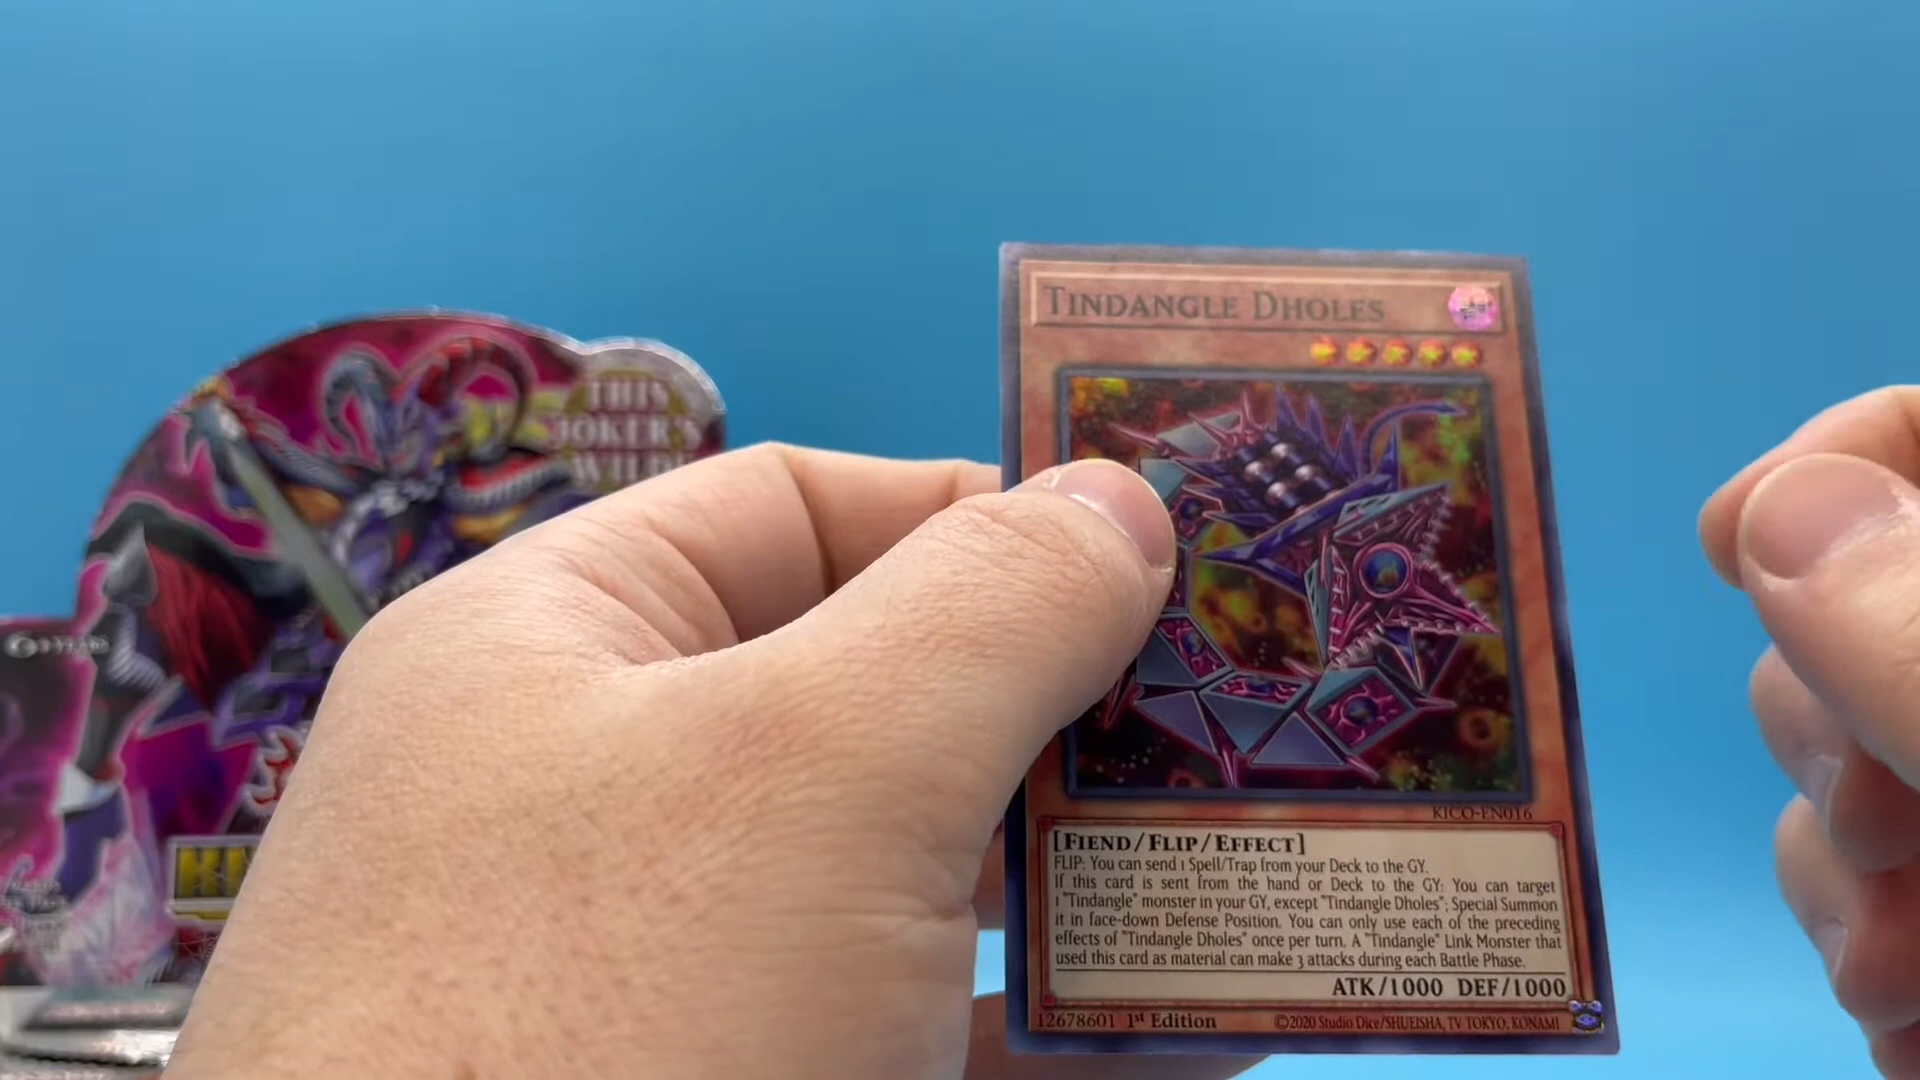 THIS
JOKER'S
WILD!
TINDANGLE DHOLES
KICO-EN016
[FIEND/FLIP/EFFECT]
FLIP: You can send 1 Spell/Trap from your Deck to the GY.
If this card is sent from the hand or Deck to the GY: You can target
1 "Tindangle" monster in your GY, except "Tindangle Dholes"; Special Summon
it in face-down Defense Position. You can only use each of the preceding
effects of "Tindangle Dholes" once per turn. A "Tindangle" Link Monster that
used this card as material can make 3 attacks during each Battle Phase.
ATK/1000 DEF/1000
12678601 1st Edition ©2020 Studio Dice/SHUEISHA, TV TOKYO, KONAMI